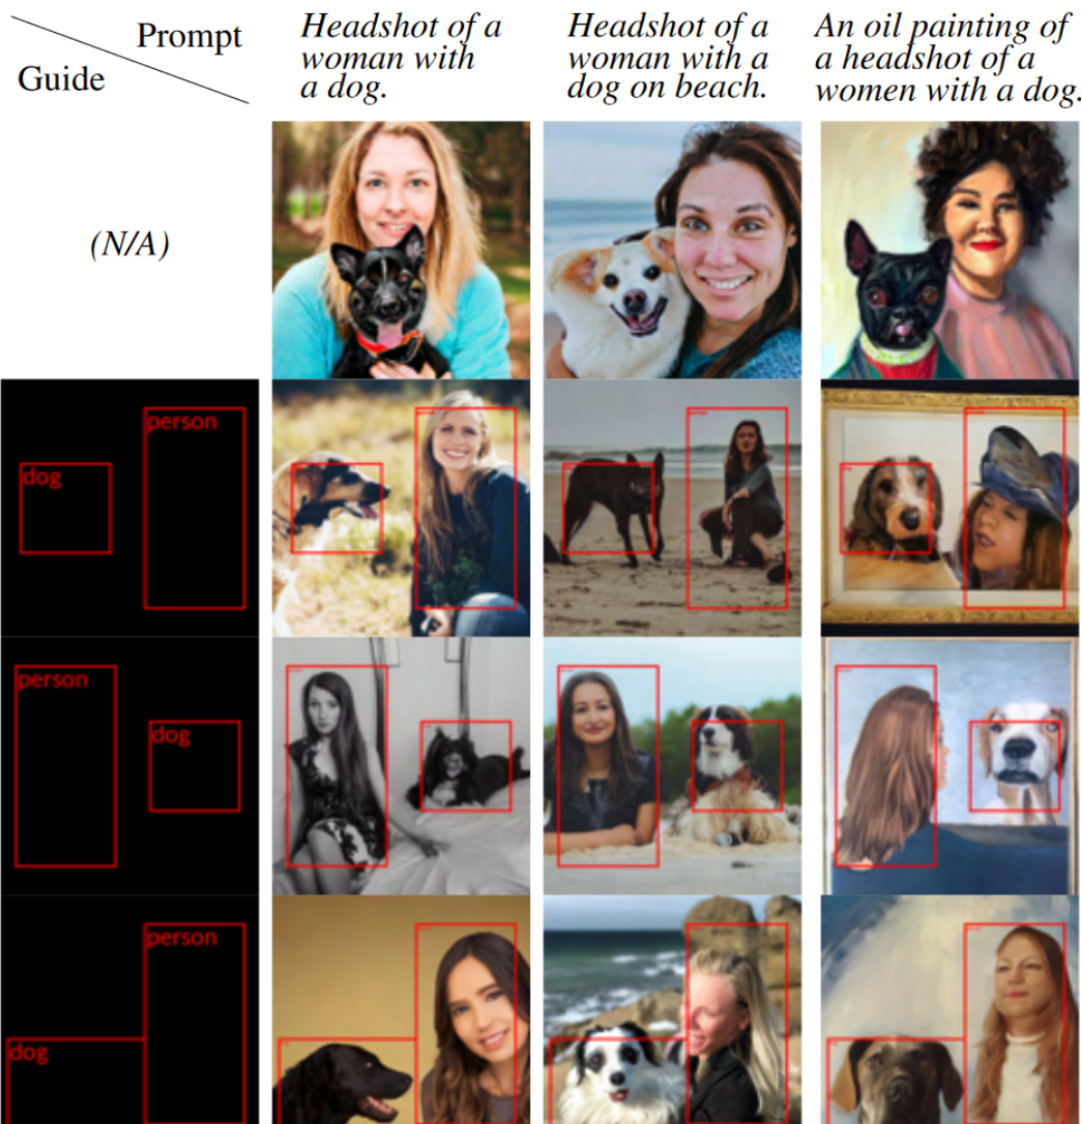 Prompt
Guide
Headshot of a
woman with
a dog.
Headshot of a
woman with a
dog on beach.
An oil painting of
a headshot of a
women with a dog.
(N/A)
person
dog
person
dog
person
dog